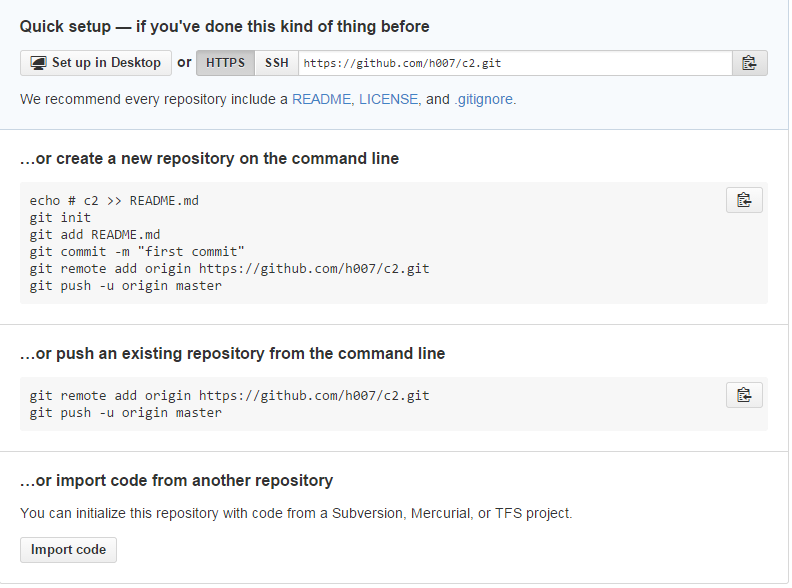 Quick setup — if you've done this kind of thing before
Set up in Desktop or HTTPS SSH https://github.com/h007/c2.git
We recommend every repository include a README, LICENSE, and .gitignore.
…or create a new repository on the command line
echo # c2 >> README.md
git init
git add README.md
git commit -m "first commit"
git remote add origin https://github.com/h007/c2.git
git push -u origin master
…or push an existing repository from the command line
git remote add origin https://github.com/h007/c2.git
git push -u origin master
…or import code from another repository
You can initialize this repository with code from a Subversion, Mercurial, or TFS project.
Import code